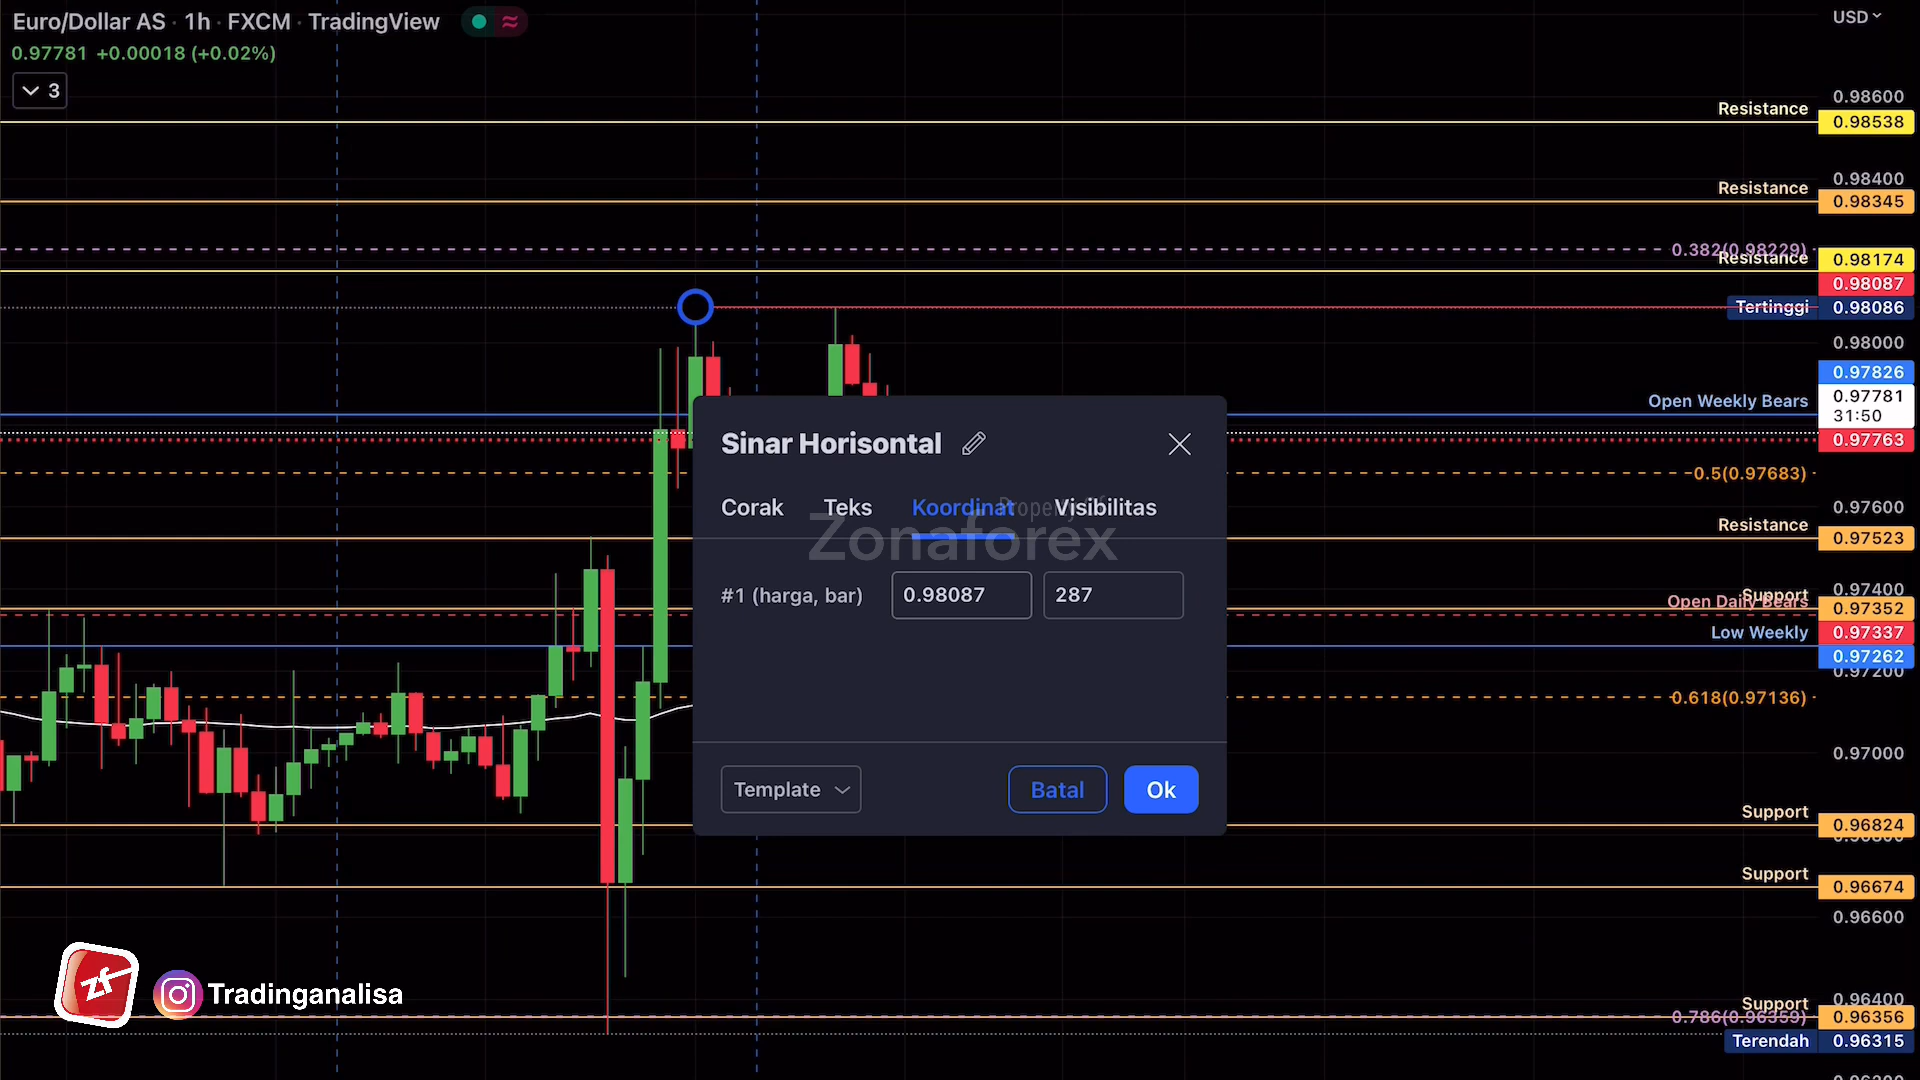 Euro/Dollar AS · 1h · FXCM · TradingView
USD
0.97781 +0.00018 (+0.02%)
3
0.98600
Resistance
0.98538
0.98400
Resistance
0.98345
0.382(0.98229)
Resistance
0.98174
0.98087
Tertinggi
0.98086
0.98000
0.97826
Open Weekly Bears
0.97781
31:50
0.97763
0.5(0.97683)
0.97600
Resistance
0.97523
0.97400
Support
0.97352
Open Daily Bears
0.97337
Low Weekly
0.97262
0.97200
0.618(0.97136)
0.97000
Support
0.96824
0.96800
Support
0.96674
0.96600
0.96400
Support
0.96356
0.786(0.96359)
Terendah
0.96315
Sinar Horisontal
Corak Teks Koordinat Visibilitas
Zonaforex
#1 (harga, bar) 0.98087 287
Template Batal Ok
zf
Tradinganalisa